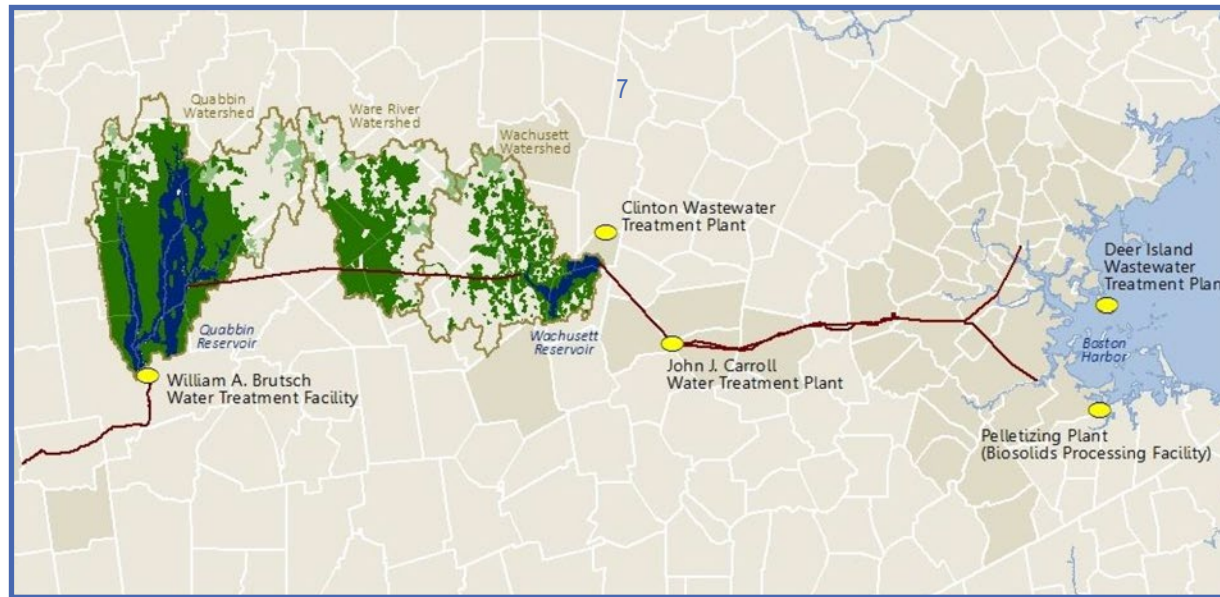 7
Quabbin
Watershed
Ware River
Watershed
Wachusett
Watershed
Clinton Wastewater
Treatment Plant
Deer Island
Wastewater
Treatment Plant
Quabbin
Reservoir
Wachusett
Reservoir
Boston
Harbor
William A. Brutsch
Water Treatment Facility
John J. Carroll
Water Treatment Plant
Pelletizing Plant
(Biosolids Processing Facility)